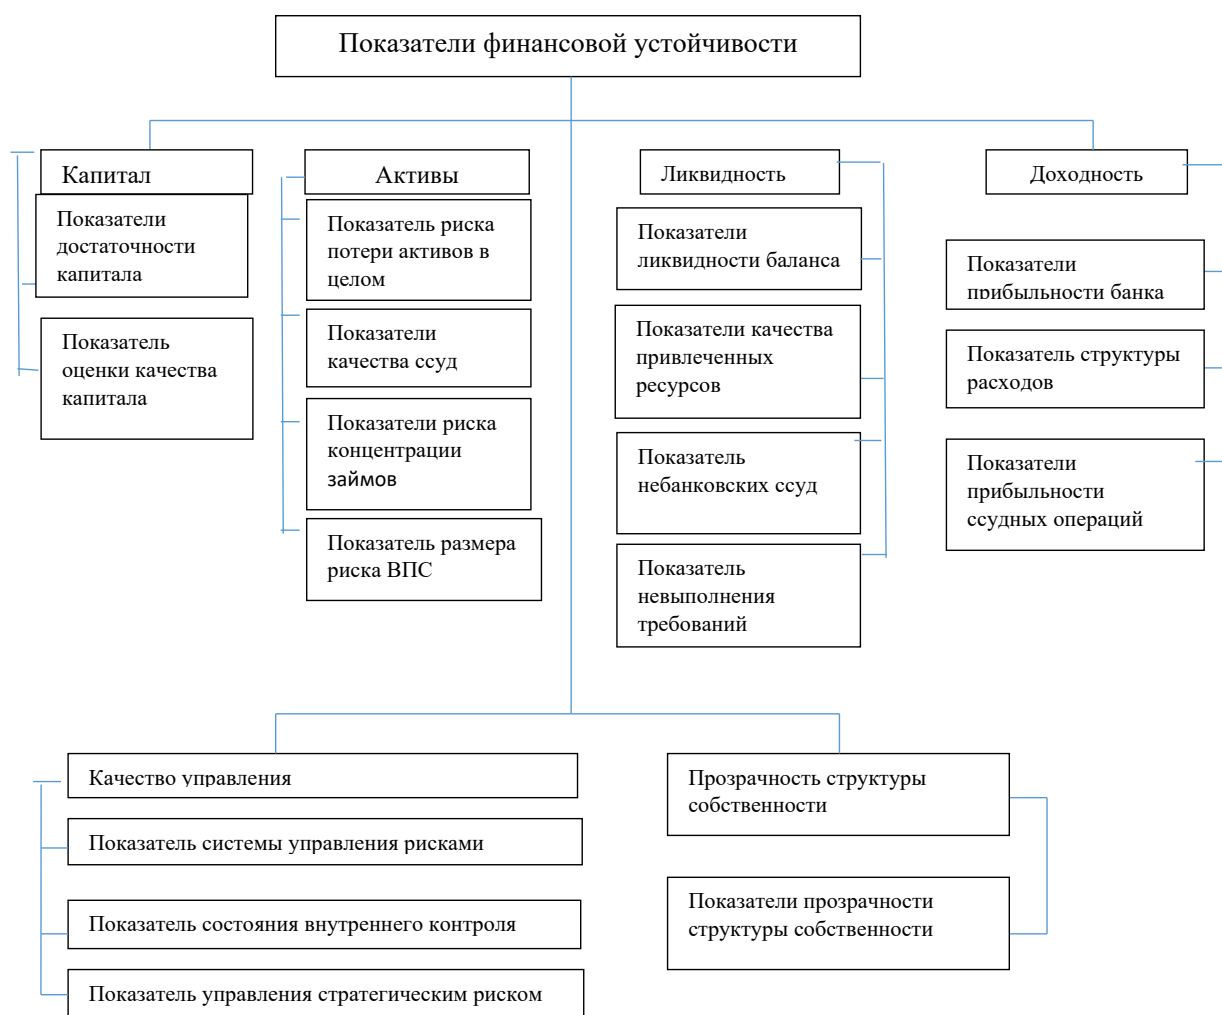 Показатели финансовой устойчивости
Капитал
Показатели
достаточности
капитала
Показатель
оценки качества
капитала
Активы
Показатель риска
потери активов в
целом
Показатели
качества ссуд
Показатели риска
концентрации
займов
Показатель размера
риска ВПС
Ликвидность
Показатели
ликвидности баланса
Показатели качества
привлеченных
ресурсов
Показатель
небанковских ссуд
Показатель
невыполнения
требований
Доходность
Показатели
прибыльности банка
Показатель структуры
расходов
Показатели
прибыльности
ссудных операций
Качество управления
Показатель системы управления рисками
Показатель состояния внутреннего контроля
Показатель управления стратегическим риском
Прозрачность структуры
собственности
Показатели прозрачности
структуры собственности